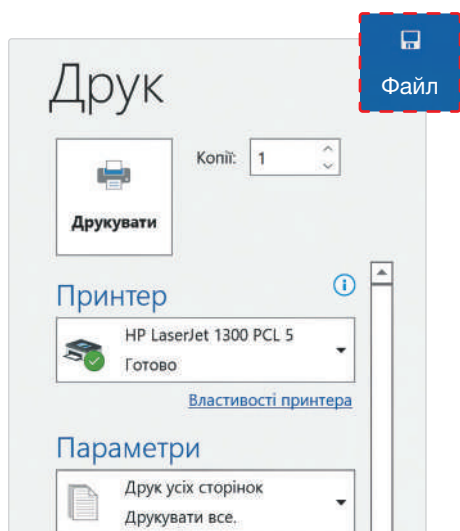 Файл
Друк
Копії: 1
Друкувати
Принтер
HP LaserJet 1300 PCL 5
Готово
Властивості принтера
Параметри
Друк усіх сторінок
Друкувати все.